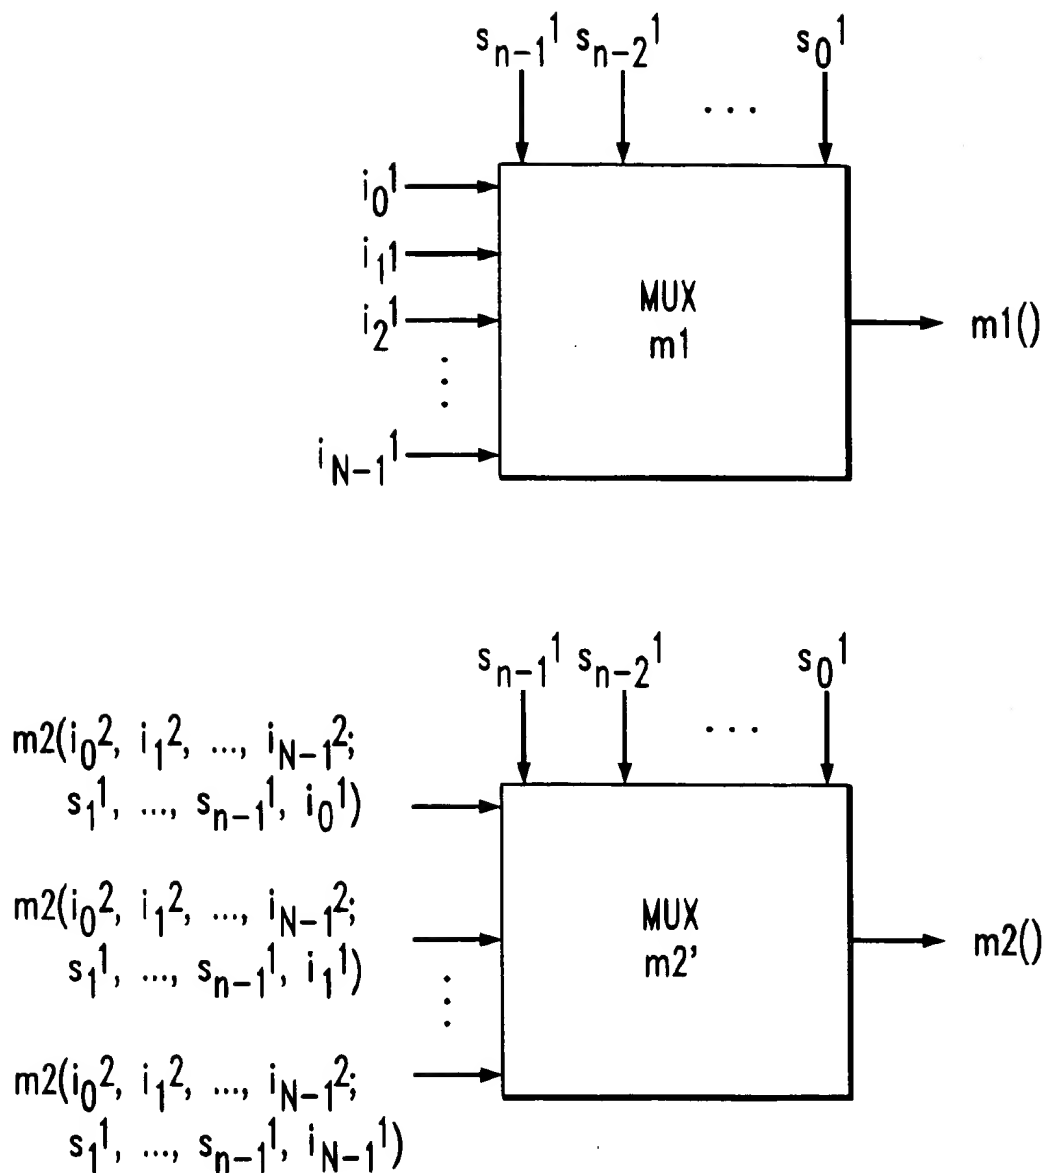 s_{n-1}^1 s_{n-2}^1 ... s_0^1
i_0^1
i_1^1
i_2^1
i_{N-1}^1
MUX
m1
m1()
s_{n-1}^1 s_{n-2}^1 ... s_0^1
m2(i_0^2, i_1^2, ..., i_{N-1}^2;
s_1^1, ..., s_{n-1}^1, i_0^1)
m2(i_0^2, i_1^2, ..., i_{N-1}^2;
s_1^1, ..., s_{n-1}^1, i_1^1)
m2(i_0^2, i_1^2, ..., i_{N-1}^2;
s_1^1, ..., s_{n-1}^1, i_{N-1}^1)
MUX
m2'
m2()